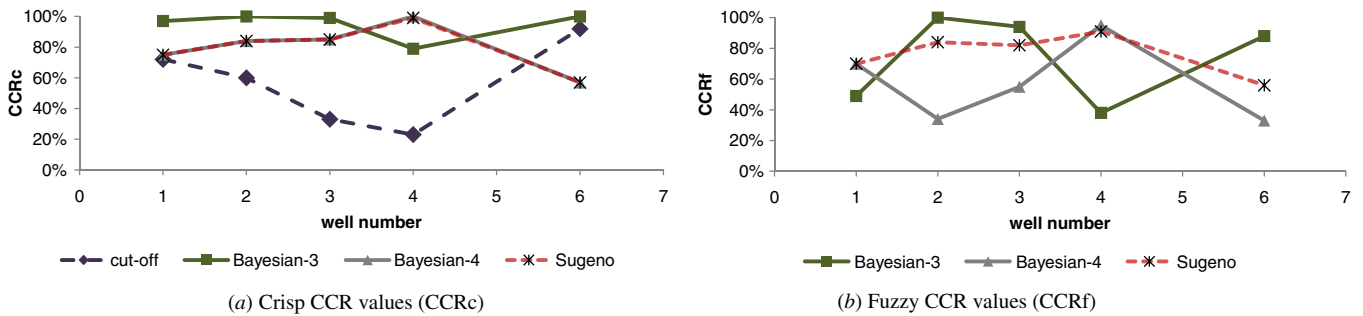 100%
80%
60%
40%
20%
0%
CCRc
0 1 2 3 4 5 6 7
well number
cut-off Bayesian-3 Bayesian-4 Sugeno
(a) Crisp CCR values (CCRc)
100%
80%
60%
40%
20%
0%
CCRf
0 1 2 3 4 5 6 7
well number
Bayesian-3 Bayesian-4 Sugeno
(b) Fuzzy CCR values (CCRf)